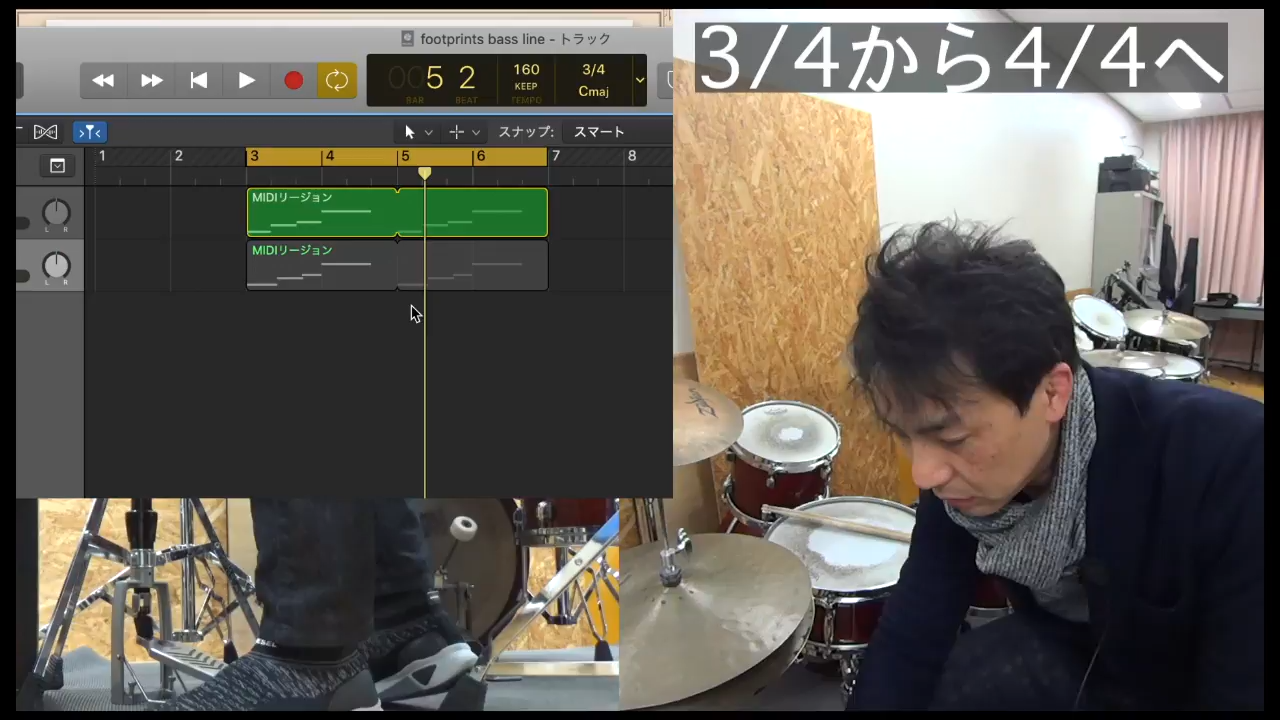 footprints bass line - トラック
3/4から4/4へ
005 2
BAR BEAT
160
KEEP
TEMPO
3/4
Cmaj
スナップ: スマート
1 2 3 4 5 6 7 8
MIDIリージョン
L R
MIDIリージョン
L R